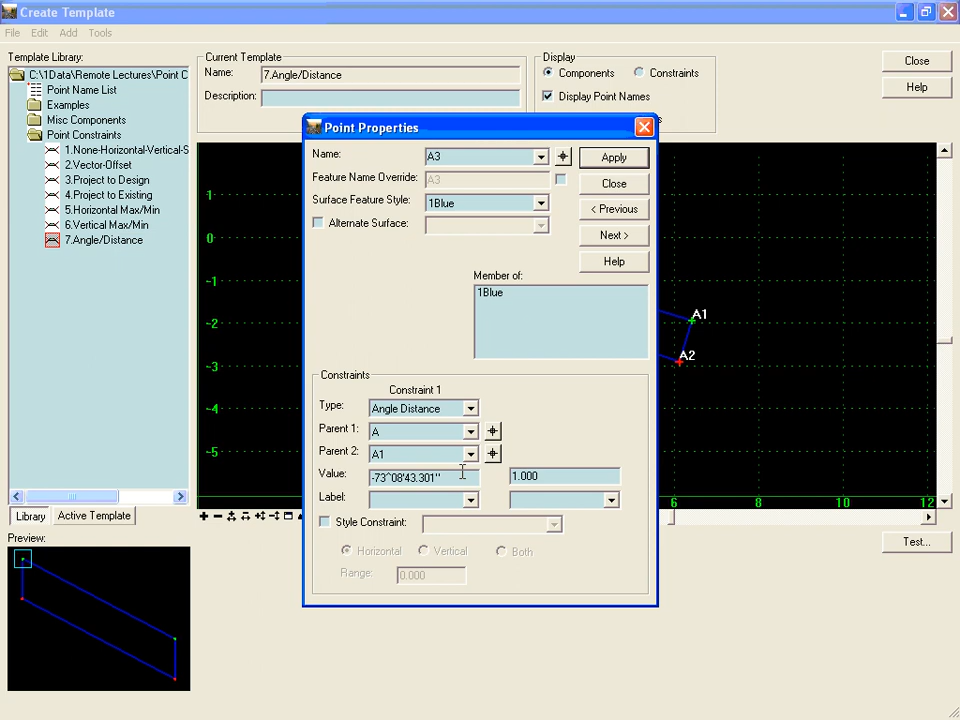 Create Template
File Edit Add Tools
Template Library:
C:\1Data\Remote Lectures\Point C
Point Name List
Examples
Misc Components
Point Constraints
1.None-Horizontal-Vertical-S
2.Vector-Offset
3.Project to Design
4.Project to Existing
5.Horizontal Max/Min
6.Vertical Max/Min
7.Angle/Distance
Library Active Template
Preview:
Current Template
Name: 7.Angle/Distance
Description:
Display
Components Constraints
Display Point Names
Close
Help
Point Properties
Name: A3
Apply
Feature Name Override: A3
Close
Surface Feature Style: 1Blue
< Previous
Alternate Surface:
Next >
Help
Member of:
1Blue
Constraints
Constraint 1
Type: Angle Distance
Parent 1: A
Parent 2: A1
Value: -73^08'43.301" 1.000
Label:
Style Constraint:
Horizontal Vertical Both
Range: 0.000
1
0
-1
-2
-3
-4
-5
A1
A2
6 8 10 12
Test...